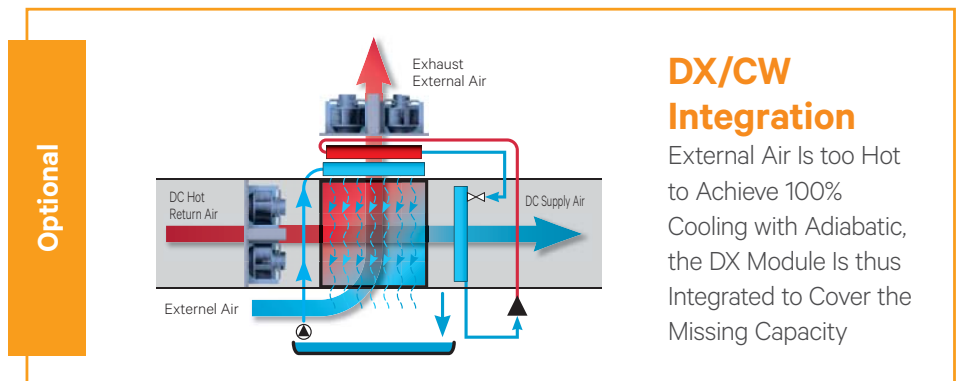 Optional
Exhaust
External Air
DC Hot
Return Air
DC Supply Air
Externel Air
DX/CW
Integration
External Air Is too Hot
to Achieve 100%
Cooling with Adiabatic,
the DX Module Is thus
Integrated to Cover the
Missing Capacity